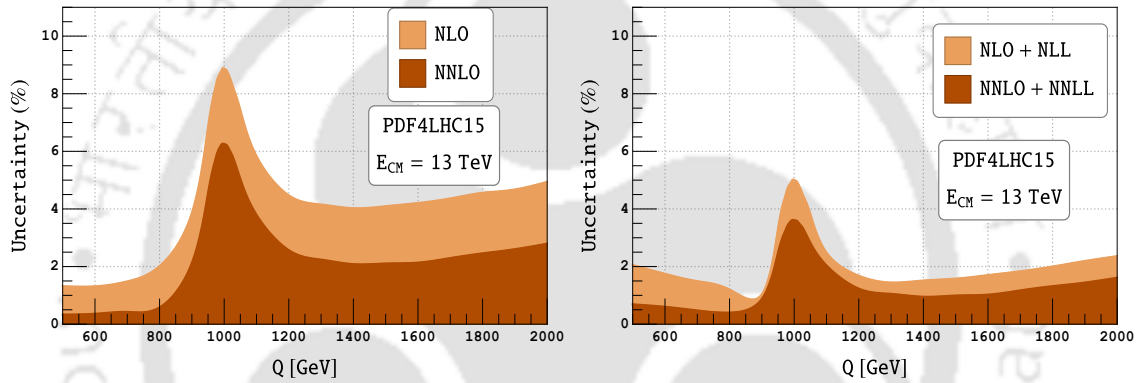 NLO
NNLO
PDF4LHC15
E_CM = 13 TeV
Uncertainty (%)
10
8
6
4
2
0
600 800 1000 1200 1400 1600 1800 2000
Q [GeV]
NLO + NLL
NNLO + NNLL
PDF4LHC15
E_CM = 13 TeV
Uncertainty (%)
10
8
6
4
2
0
600 800 1000 1200 1400 1600 1800 2000
Q [GeV]